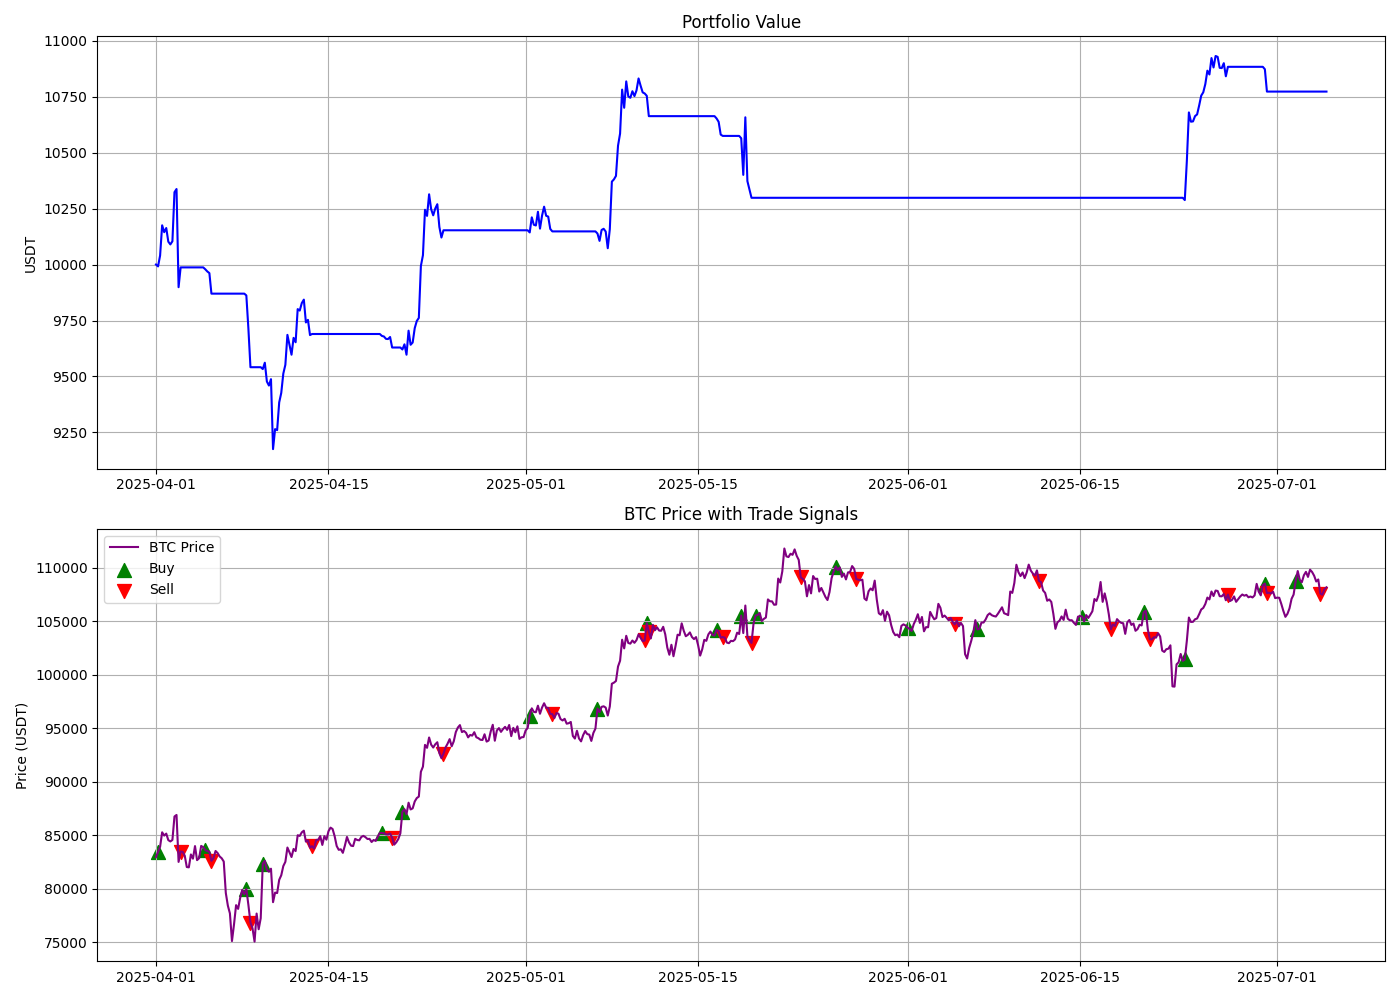 Portfolio Value
USDT
11000
10750
10500
10250
10000
9750
9500
9250
2025-04-01 2025-04-15 2025-05-01 2025-05-15 2025-06-01 2025-06-15 2025-07-01
BTC Price with Trade Signals
Price (USDT)
BTC Price
Buy
Sell
110000
105000
100000
95000
90000
85000
80000
75000
2025-04-01 2025-04-15 2025-05-01 2025-05-15 2025-06-01 2025-06-15 2025-07-01